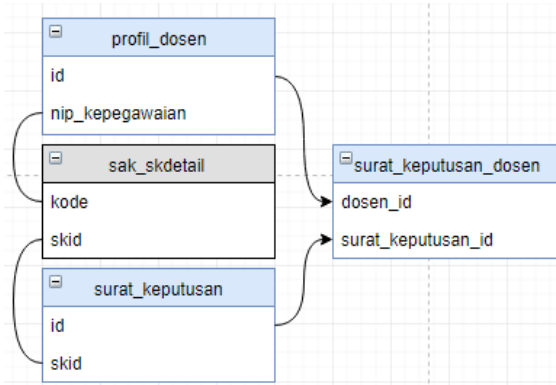 profil_dosen
id
nip_kepegawaian
sak_skdetail
kode
skid
surat_keputusan
id
skid
surat_keputusan_dosen
dosen_id
surat_keputusan_id